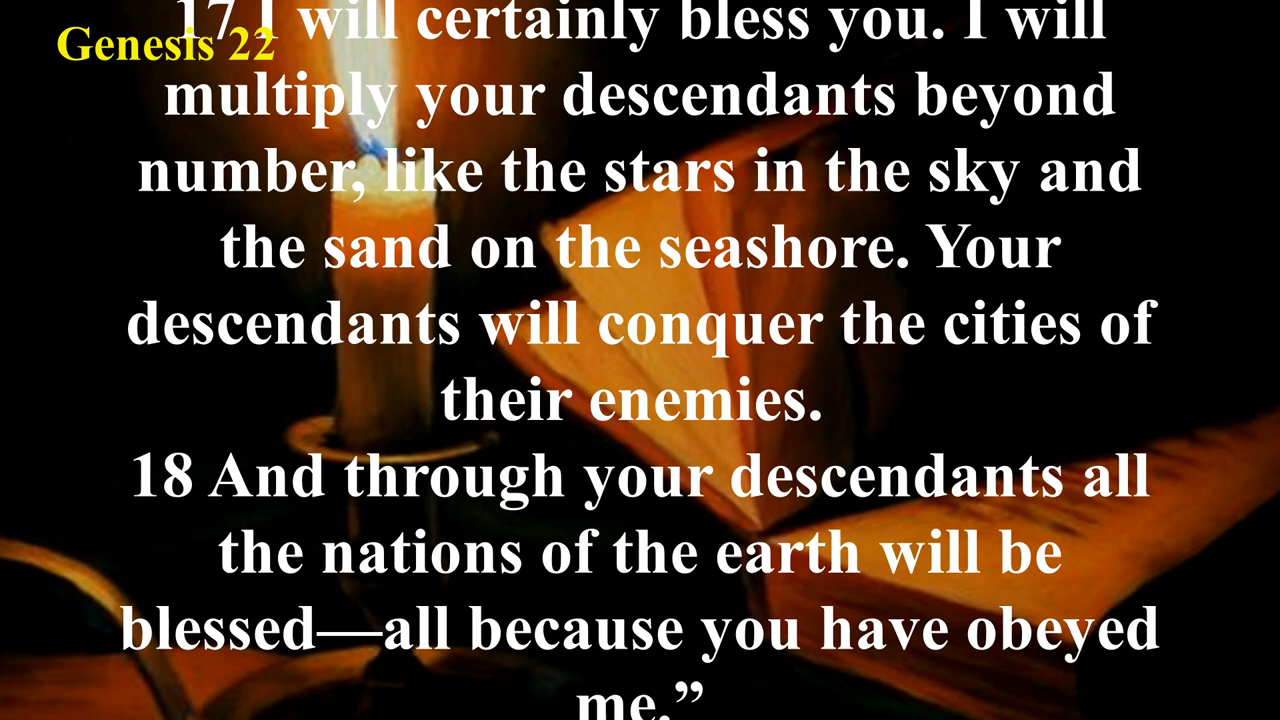 Genesis 22
17 I will certainly bless you. I will
multiply your descendants beyond
number, like the stars in the sky and
the sand on the seashore. Your
descendants will conquer the cities of
their enemies.
18 And through your descendants all
the nations of the earth will be
blessed—all because you have obeyed
me.”